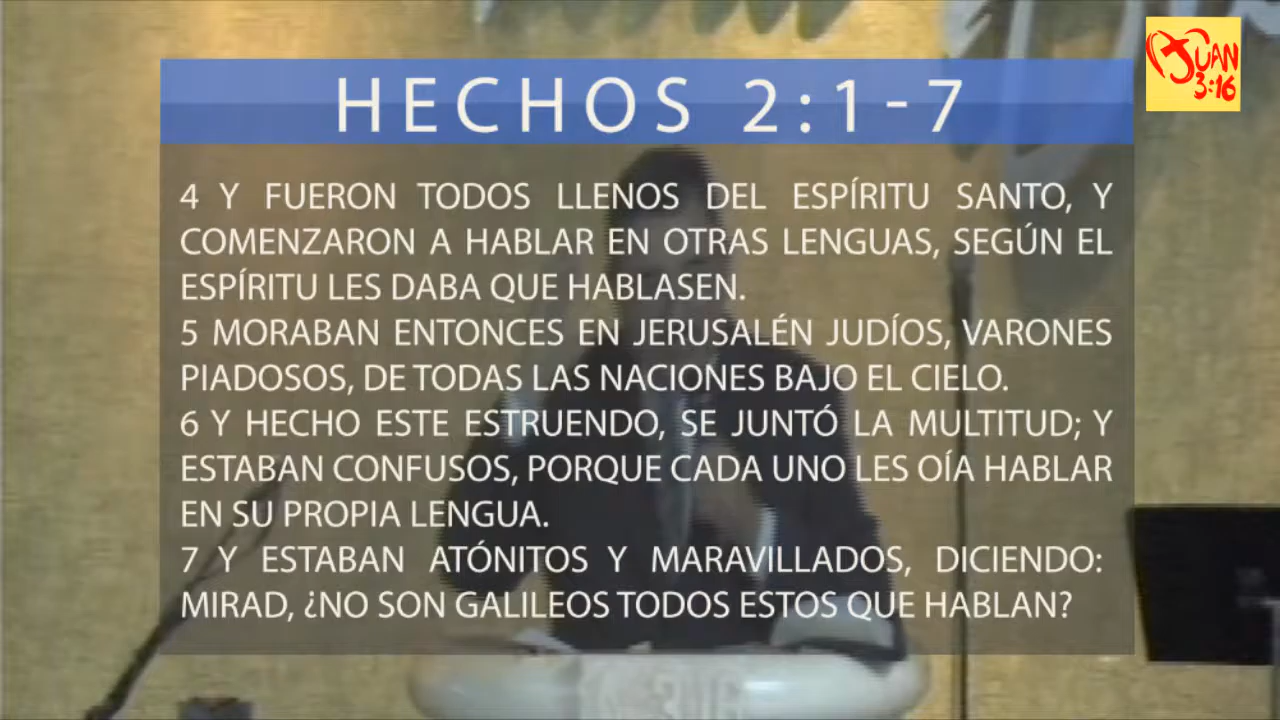 JUAN
3:16
HECHOS 2:1-7
4 Y FUERON TODOS LLENOS DEL ESPÍRITU SANTO, Y
COMENZARON A HABLAR EN OTRAS LENGUAS, SEGÚN EL
ESPÍRITU LES DABA QUE HABLASEN.
5 MORABAN ENTONCES EN JERUSALÉN JUDÍOS, VARONES
PIADOSOS, DE TODAS LAS NACIONES BAJO EL CIELO.
6 Y HECHO ESTE ESTRUENDO, SE JUNTÓ LA MULTITUD; Y
ESTABAN CONFUSOS, PORQUE CADA UNO LES OÍA HABLAR
EN SU PROPIA LENGUA.
7 Y ESTABAN ATÓNITOS Y MARAVILLADOS, DICIENDO:
MIRAD, ¿NO SON GALILEOS TODOS ESTOS QUE HABLAN?